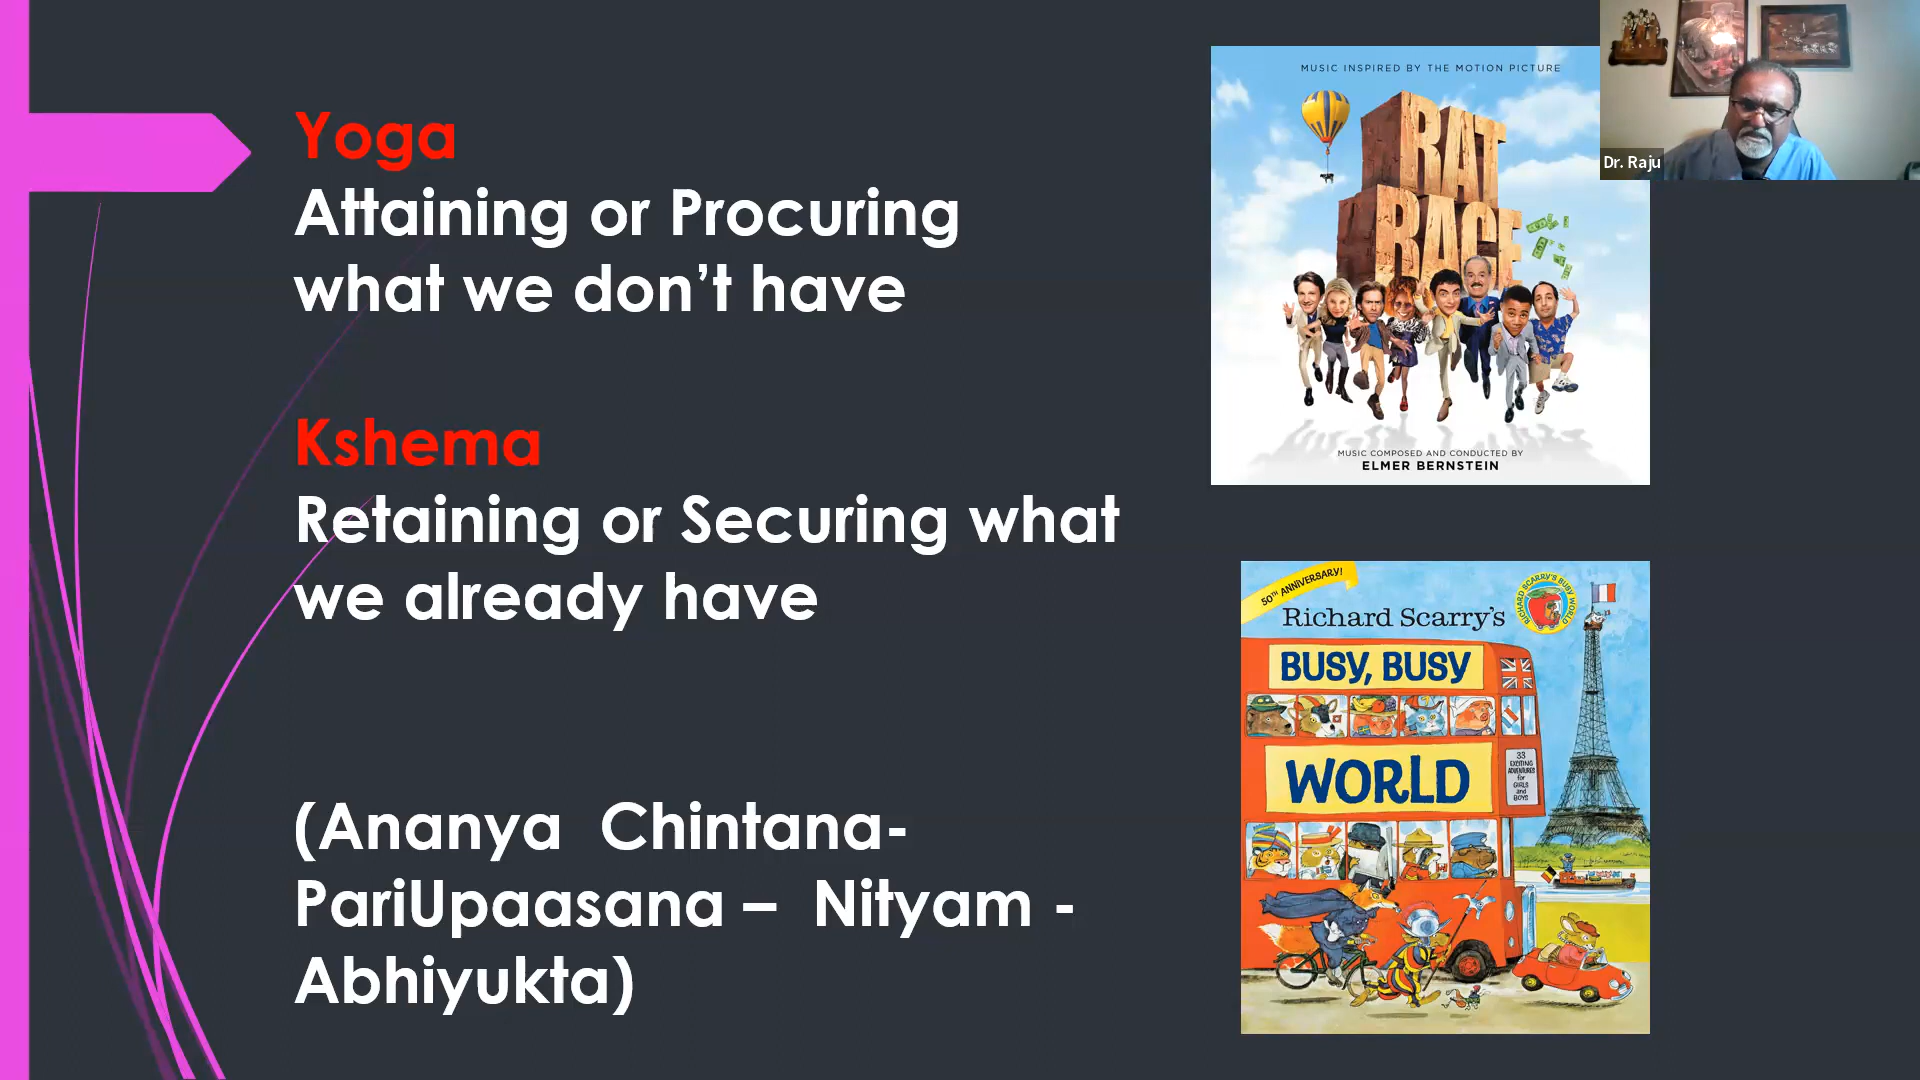 Yoga
Attaining or Procuring
what we don’t have
Kshema
Retaining or Securing what
we already have
(Ananya Chintana-
PariUpaasana – Nityam -
Abhiyukta)
MUSIC INSPIRED BY THE MOTION PICTURE
RAT
RACE
MUSIC COMPOSED AND CONDUCTED BY
ELMER BERNSTEIN
Dr. Raju
50TH ANNIVERSARY!
Richard Scarry's
RICHARD SCARRY'S BUSY WORLD
BUSY, BUSY
WORLD
33
EXCITING
ADVENTURES
for
GIRLS
and
BOYS